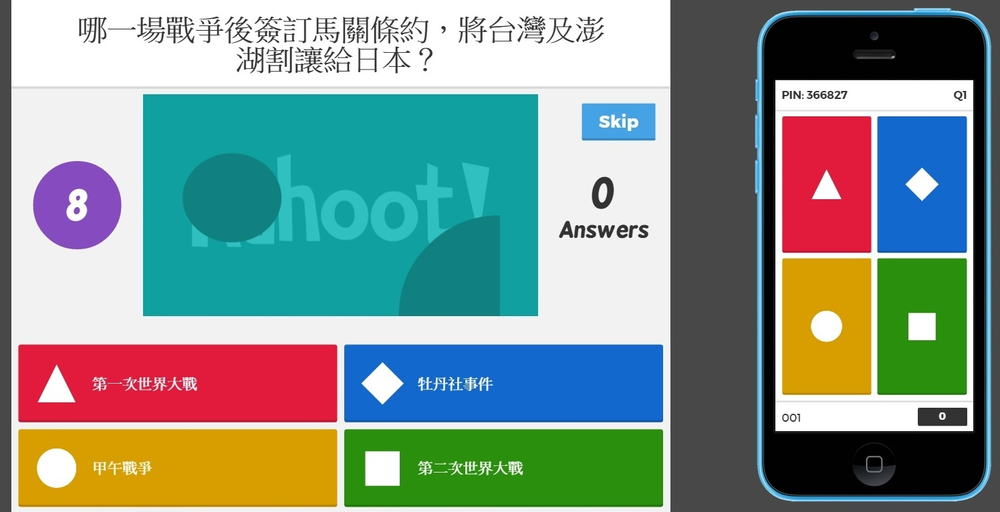 哪一場戰爭後簽訂馬關條約，將台灣及澎
湖割讓給日本？
Skip
8
hoot!
0
Answers
第一次世界大戰
牡丹社事件
甲午戰爭
第二次世界大戰
PIN: 366827
Q1
001
0